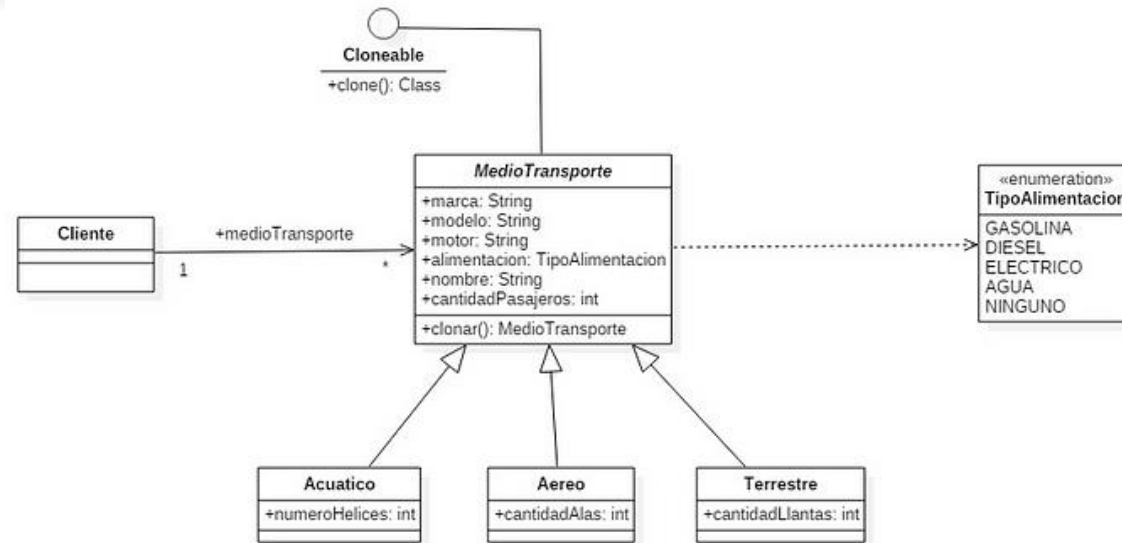 Cloneable
+clone(): Class
MedioTransporte
+marca: String
+modelo: String
+motor: String
+alimentacion: TipoAlimentacion
+nombre: String
+cantidadPasajeros: int
+clonar(): MedioTransporte
Cliente
+medioTransporte
1
*
«enumeration»
TipoAlimentacion
GASOLINA
DIESEL
ELECTRICO
AGUA
NINGUNO
Acuatico
+numeroHelices: int
Aereo
+cantidadAlas: int
Terrestre
+cantidadLlantas: int